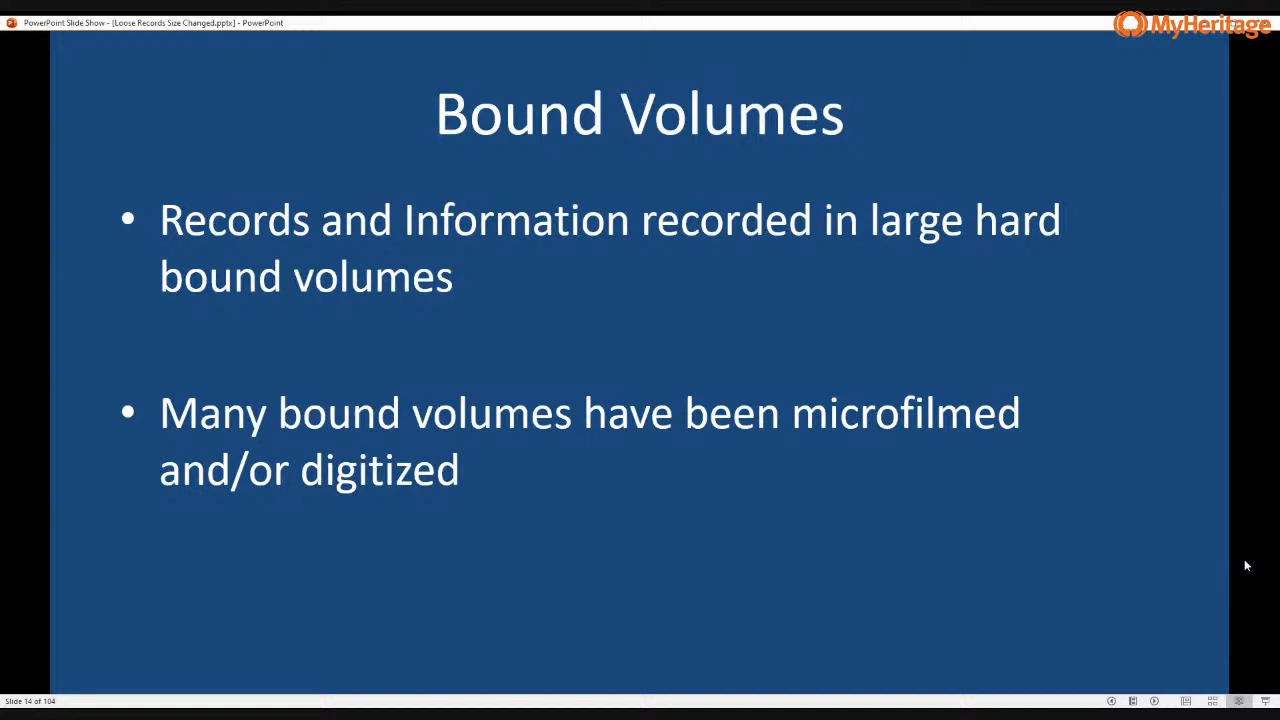 PowerPoint Slide Show - [Loose Records Size Changed.pptx] - PowerPoint
MyHeritage
Bound Volumes
• Records and Information recorded in large hard
bound volumes
• Many bound volumes have been microfilmed
and/or digitized
Slide 14 of 104